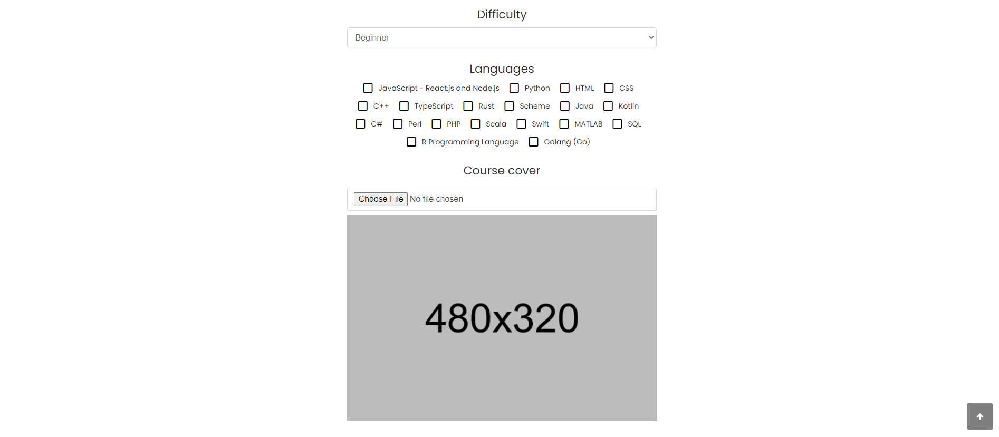 Difficulty
Beginner
Languages
JavaScript - React.js and Node.js Python HTML CSS
C++ TypeScript Rust Scheme Java Kotlin
C# Perl PHP Scala Swift MATLAB SQL
R Programming Language Golang (Go)
Course cover
Choose File No file chosen
480x320